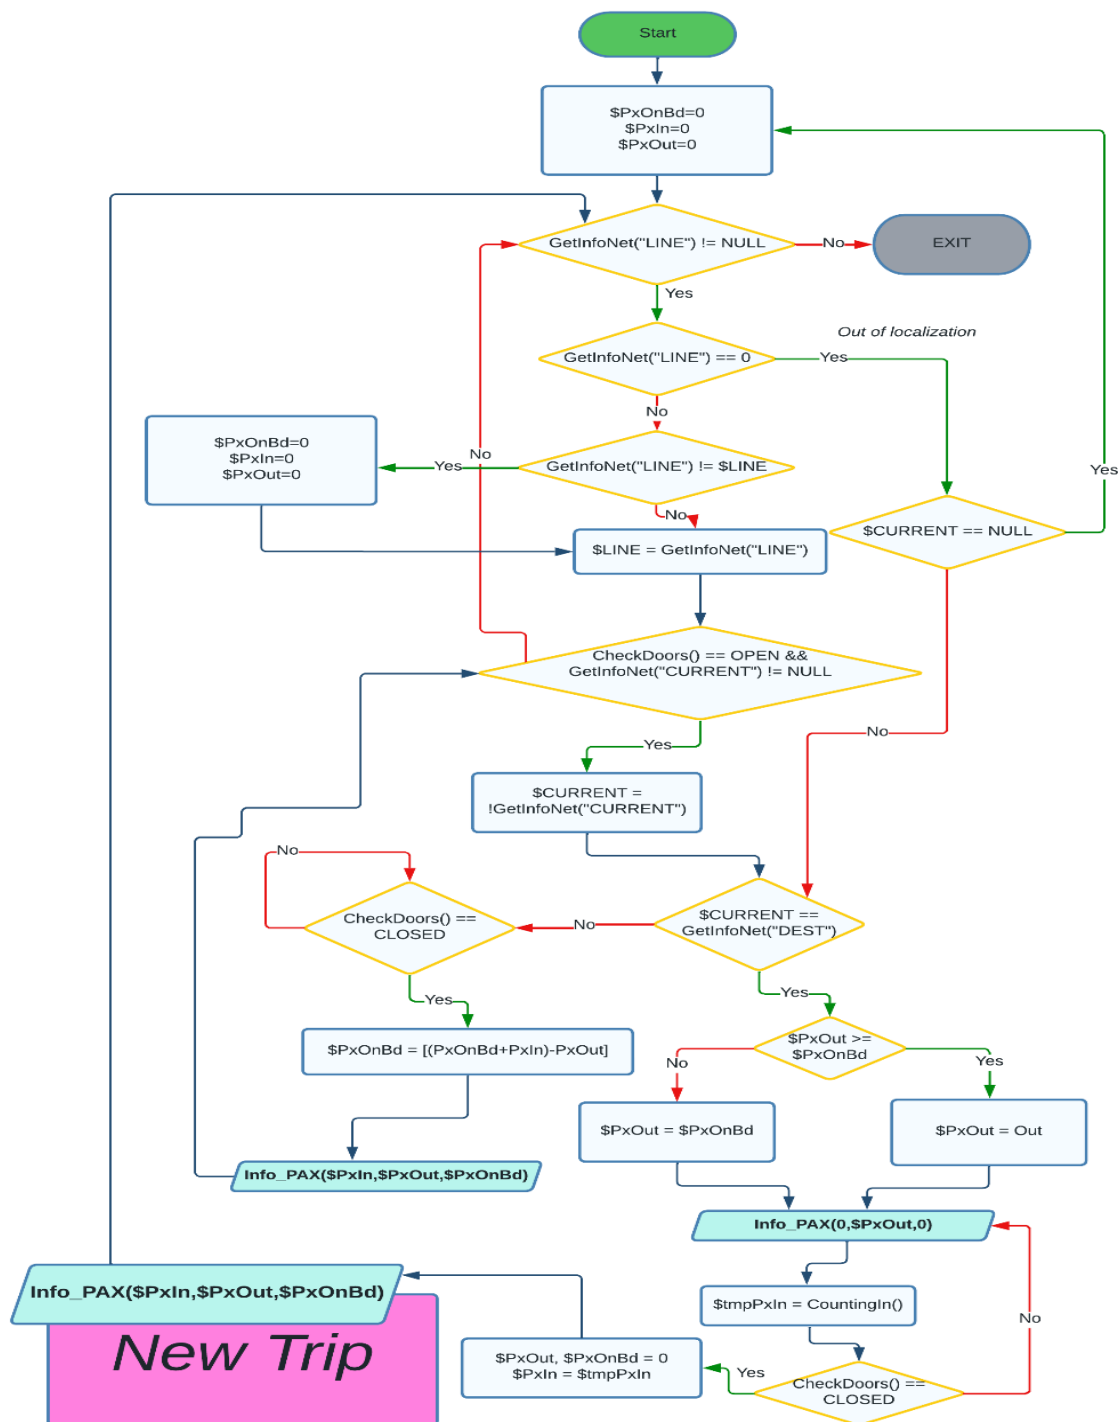 Start
$PxOnBd=0
$PxIn=0
$PxOut=0
GetInfoNet("LINE") != NULL
No
EXIT
Yes
Out of localization
GetInfoNet("LINE") == 0
Yes
No
$PxOnBd=0
$PxIn=0
$PxOut=0
No
Yes
GetInfoNet("LINE") != $LINE
Yes
No
$CURRENT == NULL
$LINE = GetInfoNet("LINE")
CheckDoors() == OPEN &&
GetInfoNet("CURRENT") != NULL
No
Yes
$CURRENT =
!GetInfoNet("CURRENT")
No
CheckDoors() ==
CLOSED
No
$CURRENT ==
GetInfoNet("DEST")
Yes
Yes
$PxOnBd = [(PxOnBd+PxIn)-PxOut]
$PxOut >=
$PxOnBd
No
Yes
$PxOut = $PxOnBd
$PxOut = Out
Info_PAX($PxIn,$PxOut,$PxOnBd)
Info_PAX(0,$PxOut,0)
Info_PAX($PxIn,$PxOut,$PxOnBd)
$tmpPxIn = CountingIn()
No
New Trip
$PxOut, $PxOnBd = 0
$PxIn = $tmpPxIn
Yes
CheckDoors() ==
CLOSED